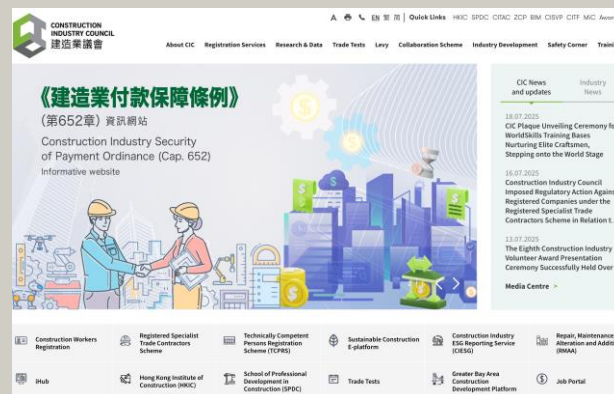 CONSTRUCTION
INDUSTRY COUNCIL
建造業議會
A EN 繁 简 | Quick Links HKIC SPDC CITAC ZCP BIM CISVP CITF MiC
About CIC Registration Services Research & Data Trade Tests Levy Collaboration Scheme Industry Development Safety Corner
《建造業付款保障條例》
(第652章) 資訊網站
Construction Industry Security
of Payment Ordinance (Cap. 652)
Informative website
CIC News
and updates
Industry
News
18.07.2025
CIC Plaque Unveiling Ceremony
WorldSkills Training Bases
Nurturing Elite Craftsmen,
Stepping onto the World Stage
16.07.2025
Construction Industry Council
Imposed Regulatory Action
Registered Companies under the
Registered Specialist Trade
Contractors Scheme in Relation
13.07.2025
The Eighth Construction Industry
Volunteer Award Presentation
Ceremony Successfully Held Over
Media Centre >
Construction Workers
Registration
Registered Specialist
Trade Contractors
Scheme
Technically Competent
Persons Registration
Scheme (TCPRS)
Sustainable Construction
E-platform
Construction Industry
ESG Reporting Service
(CIESG)
Repair, Maintenance
Alteration and
(RMAA)
iHub
Hong Kong Institute of
Construction (HKIC)
School of Professional
Development in
Construction (SPDC)
Trade Tests
Greater Bay Area
Construction
Development Platform
Job Portal